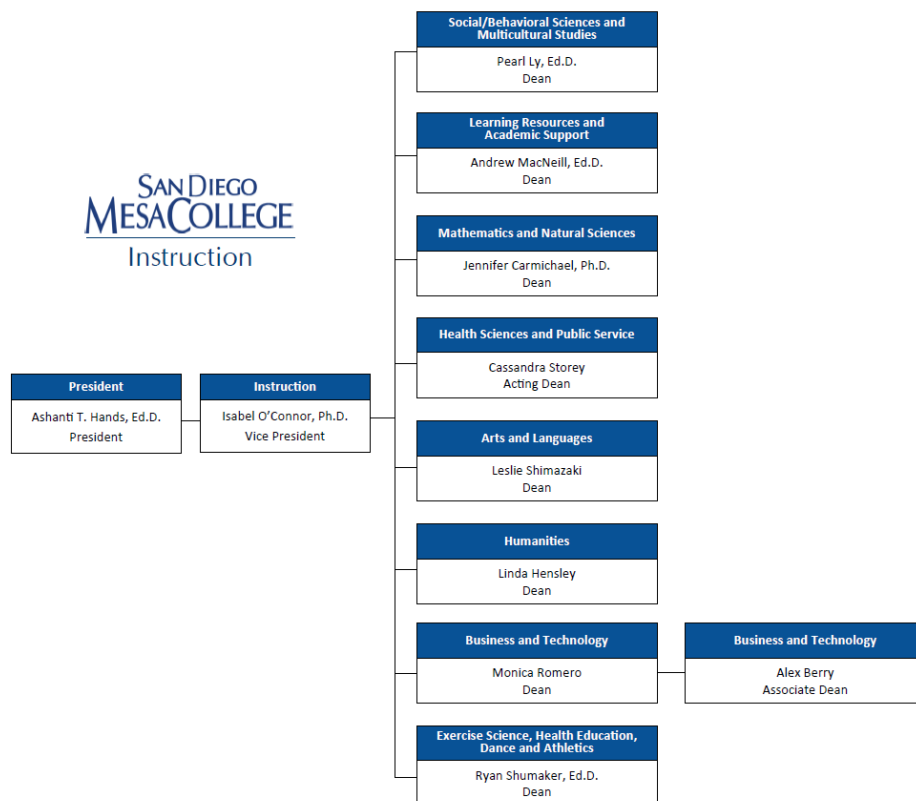 Social/Behavioral Sciences and
Multicultural Studies
Pearl Ly, Ed.D.
Dean
Learning Resources and
Academic Support
Andrew MacNeill, Ed.D.
Dean
SAN DIEGO
MESACOLLEGE
Instruction
Mathematics and Natural Sciences
Jennifer Carmichael, Ph.D.
Dean
Health Sciences and Public Service
Cassandra Storey
Acting Dean
President
Ashanti T. Hands, Ed.D.
President
Instruction
Isabel O’Connor, Ph.D.
Vice President
Arts and Languages
Leslie Shimazaki
Dean
Humanities
Linda Hensley
Dean
Business and Technology
Monica Romero
Dean
Business and Technology
Alex Berry
Associate Dean
Exercise Science, Health Education,
Dance and Athletics
Ryan Shumaker, Ed.D.
Dean